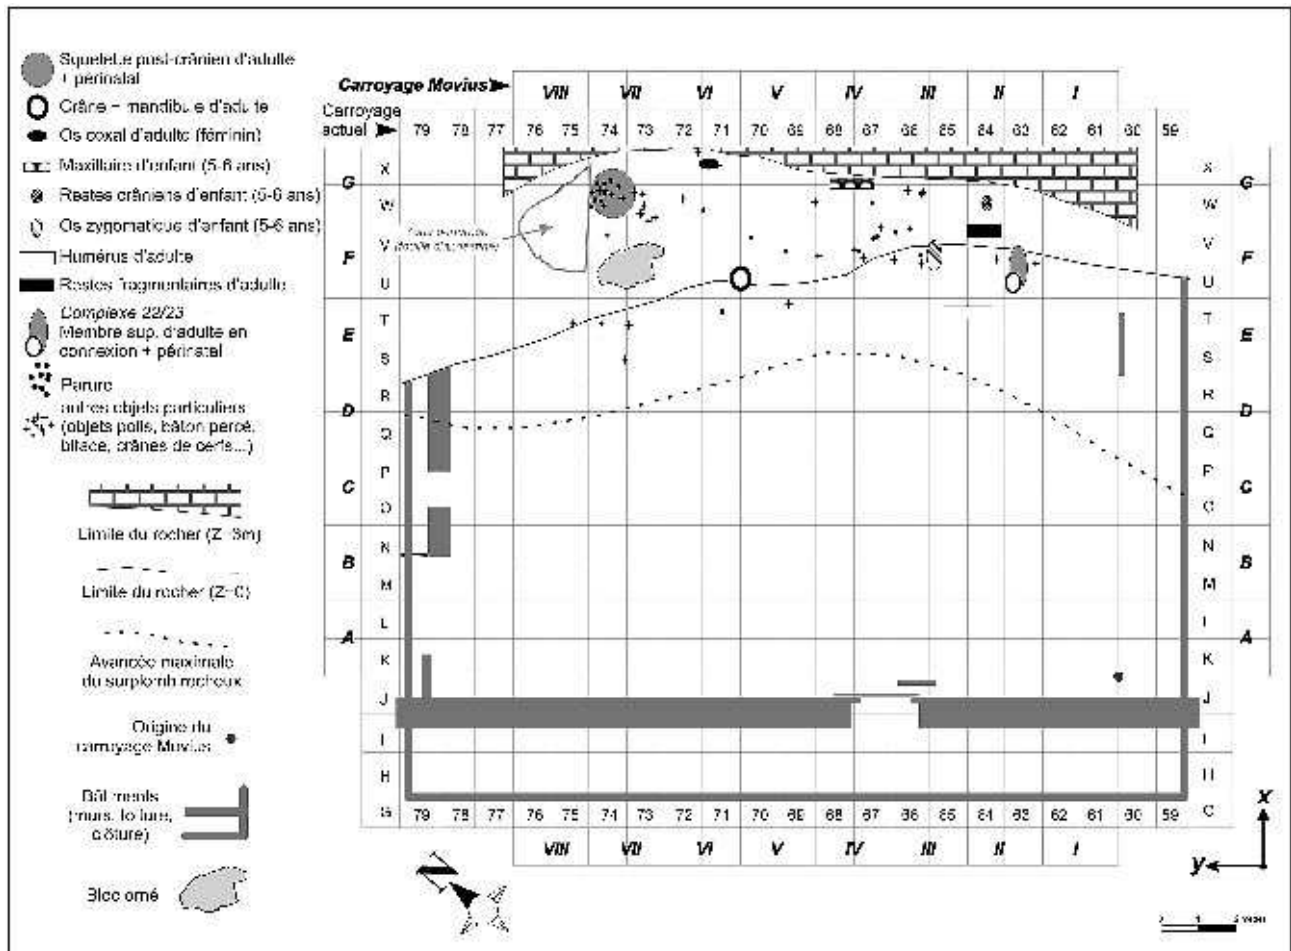 Squelette post-crânien d'adulte
+ périnatal
Crâne – mandibule d'adulte
Os coxal d'adulte (féminin)
Maxillaire d'enfant (5-6 ans)
Restes crâniens d'enfant (5-6 ans)
Os zygomatique d'enfant (5-6 ans)
Humérus d'adulte
Restes fragmentaires d'adulte
Complexe 22/23
Membre sup. d'adulte en
connexion + périnatal
Parure
autres objets particuliers
(objets polis, bâton percé,
biface, crânes de cerfs...)
Limite du rocher (Z=6m)
Limite du rocher (Z=0)
Avancée maximale
du surplomb rocheux
Origine du
carroyage Movius
Bâtiments
(murs, toiture,
clôture)
Bloc orné
Carroyage Movius
VIII VII VI V IV III II I
Carroyage
actuel
79 78 77 76 75 74 73 72 71 70 69 68 67 66 65 64 63 62 61 60 59
G X X G
W W
F V V F
U U
E T T E
S S
R R
D Q Q D
P P
C O O C
N N
B M M B
L L
A K K A
J J
I I
H H
G G
79 78 77 76 75 74 73 72 71 70 69 68 67 66 65 64 63 62 61 60 59
VIII VII VI V IV III II I
N
x
y
0 1 2 mètres